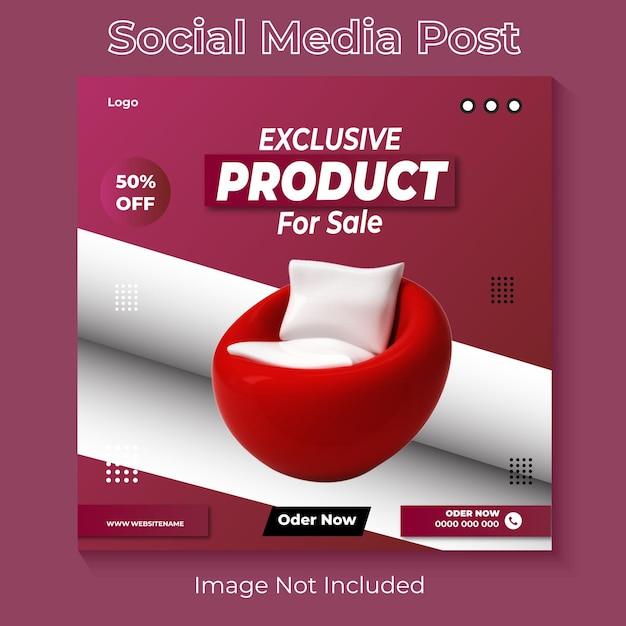 Social Media Post
Logo
EXCLUSIVE
PRODUCT
For Sale
50%
OFF
WWW.WEBSITENAME
Oder Now
ODER NOW
0000 000 000
Image Not Included